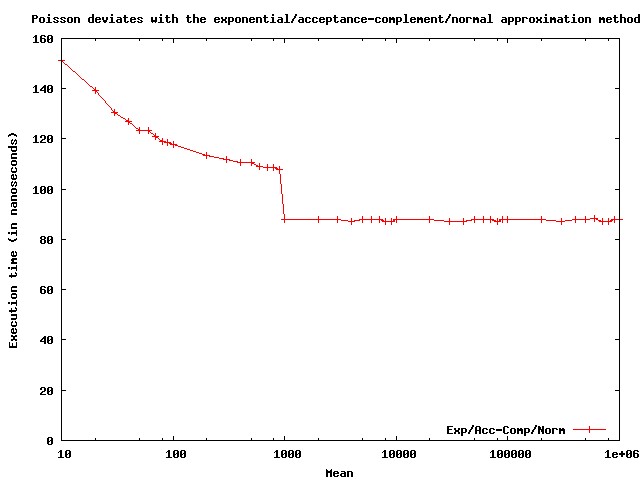 Poisson deviates with the exponential/acceptance-complement/normal approximation method
160
140
120
100
80
60
40
20
0
Execution time (in nanoseconds)
Exp/Acc-Comp/Norm
10 100 1000 10000 100000 1e+06
Mean